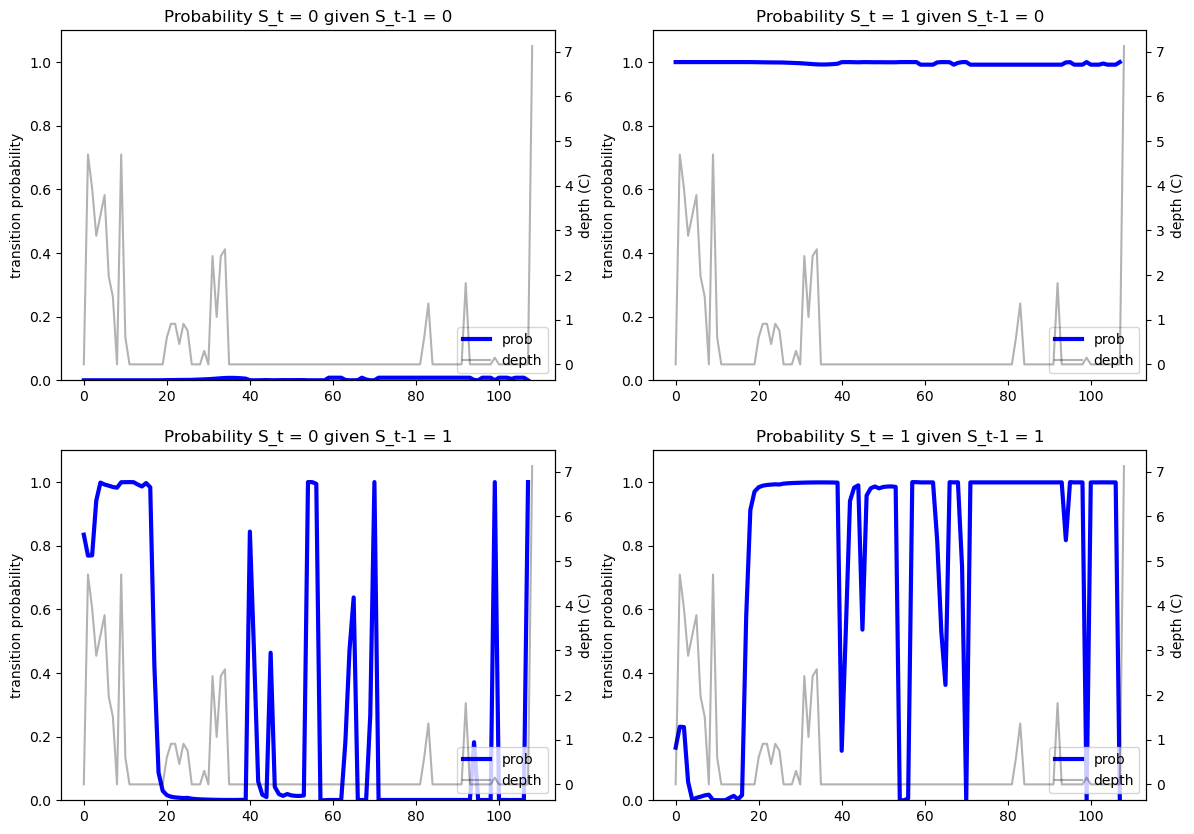 Probability S_t = 0 given S_t-1 = 0
transition probability
1.0
0.8
0.6
0.4
0.2
0.0
0 20 40 60 80 100
7
6
5
4
3
2
1
0
depth (C)
prob
depth
Probability S_t = 1 given S_t-1 = 0
transition probability
1.0
0.8
0.6
0.4
0.2
0.0
0 20 40 60 80 100
7
6
5
4
3
2
1
0
depth (C)
prob
depth
Probability S_t = 0 given S_t-1 = 1
transition probability
1.0
0.8
0.6
0.4
0.2
0.0
0 20 40 60 80 100
7
6
5
4
3
2
1
0
depth (C)
prob
depth
Probability S_t = 1 given S_t-1 = 1
transition probability
1.0
0.8
0.6
0.4
0.2
0.0
0 20 40 60 80 100
7
6
5
4
3
2
1
0
depth (C)
prob
depth